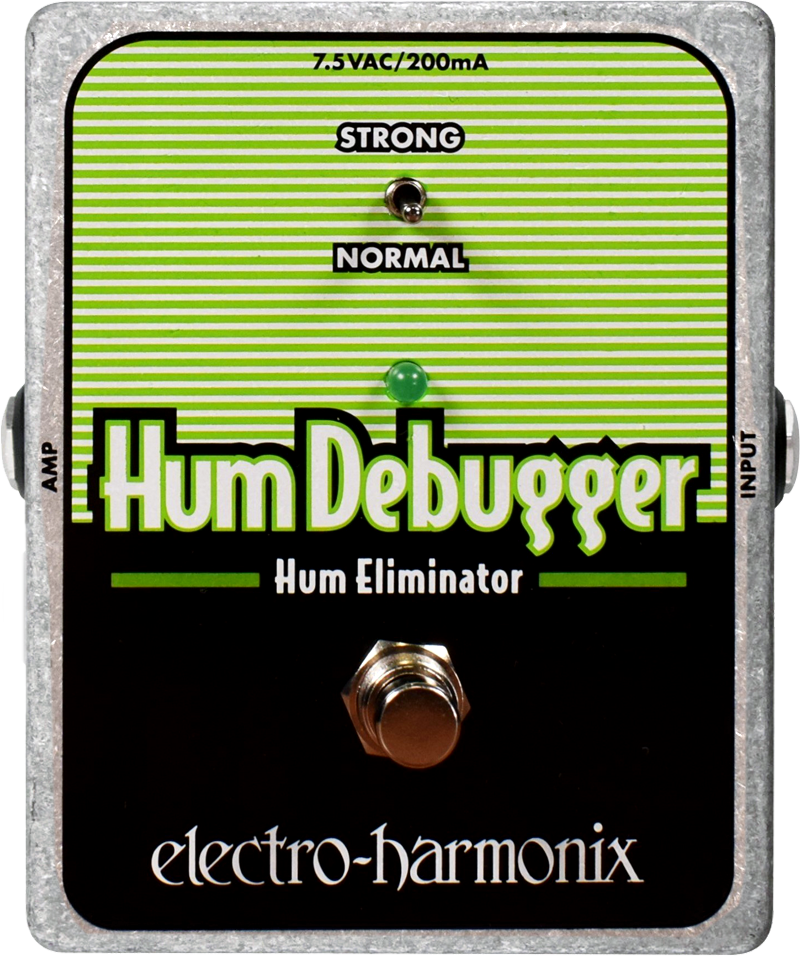 7.5VAC/200mA
STRONG
NORMAL
AMP
INPUT
Hum Debugger
Hum Eliminator
electro-harmonix